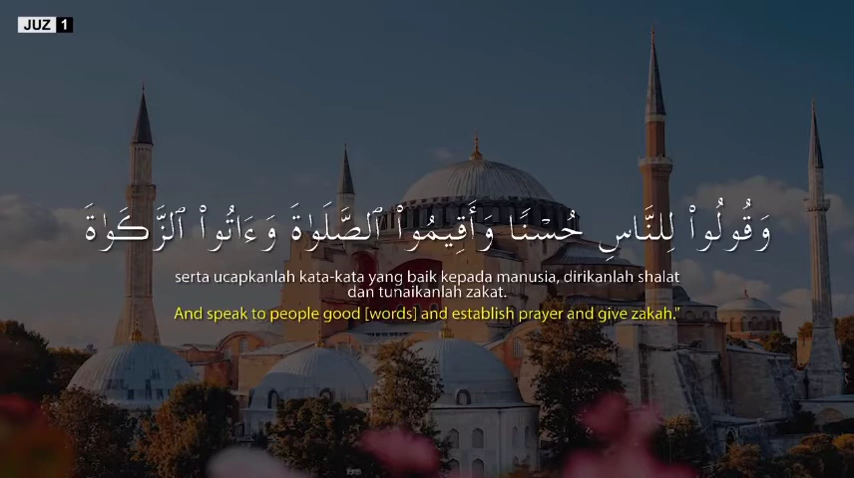 JUZ 1
وَقُولُوا۟ لِلنَّاسِ حُسْنًا وَأَقِيمُوا۟ ٱلصَّلَوٰةَ وَءَاتُوا۟ ٱلزَّكَوٰةَ
serta ucapkanlah kata-kata yang baik kepada manusia, dirikanlah shalat
dan tunaikanlah zakat.
And speak to people good [words] and establish prayer and give zakah.”